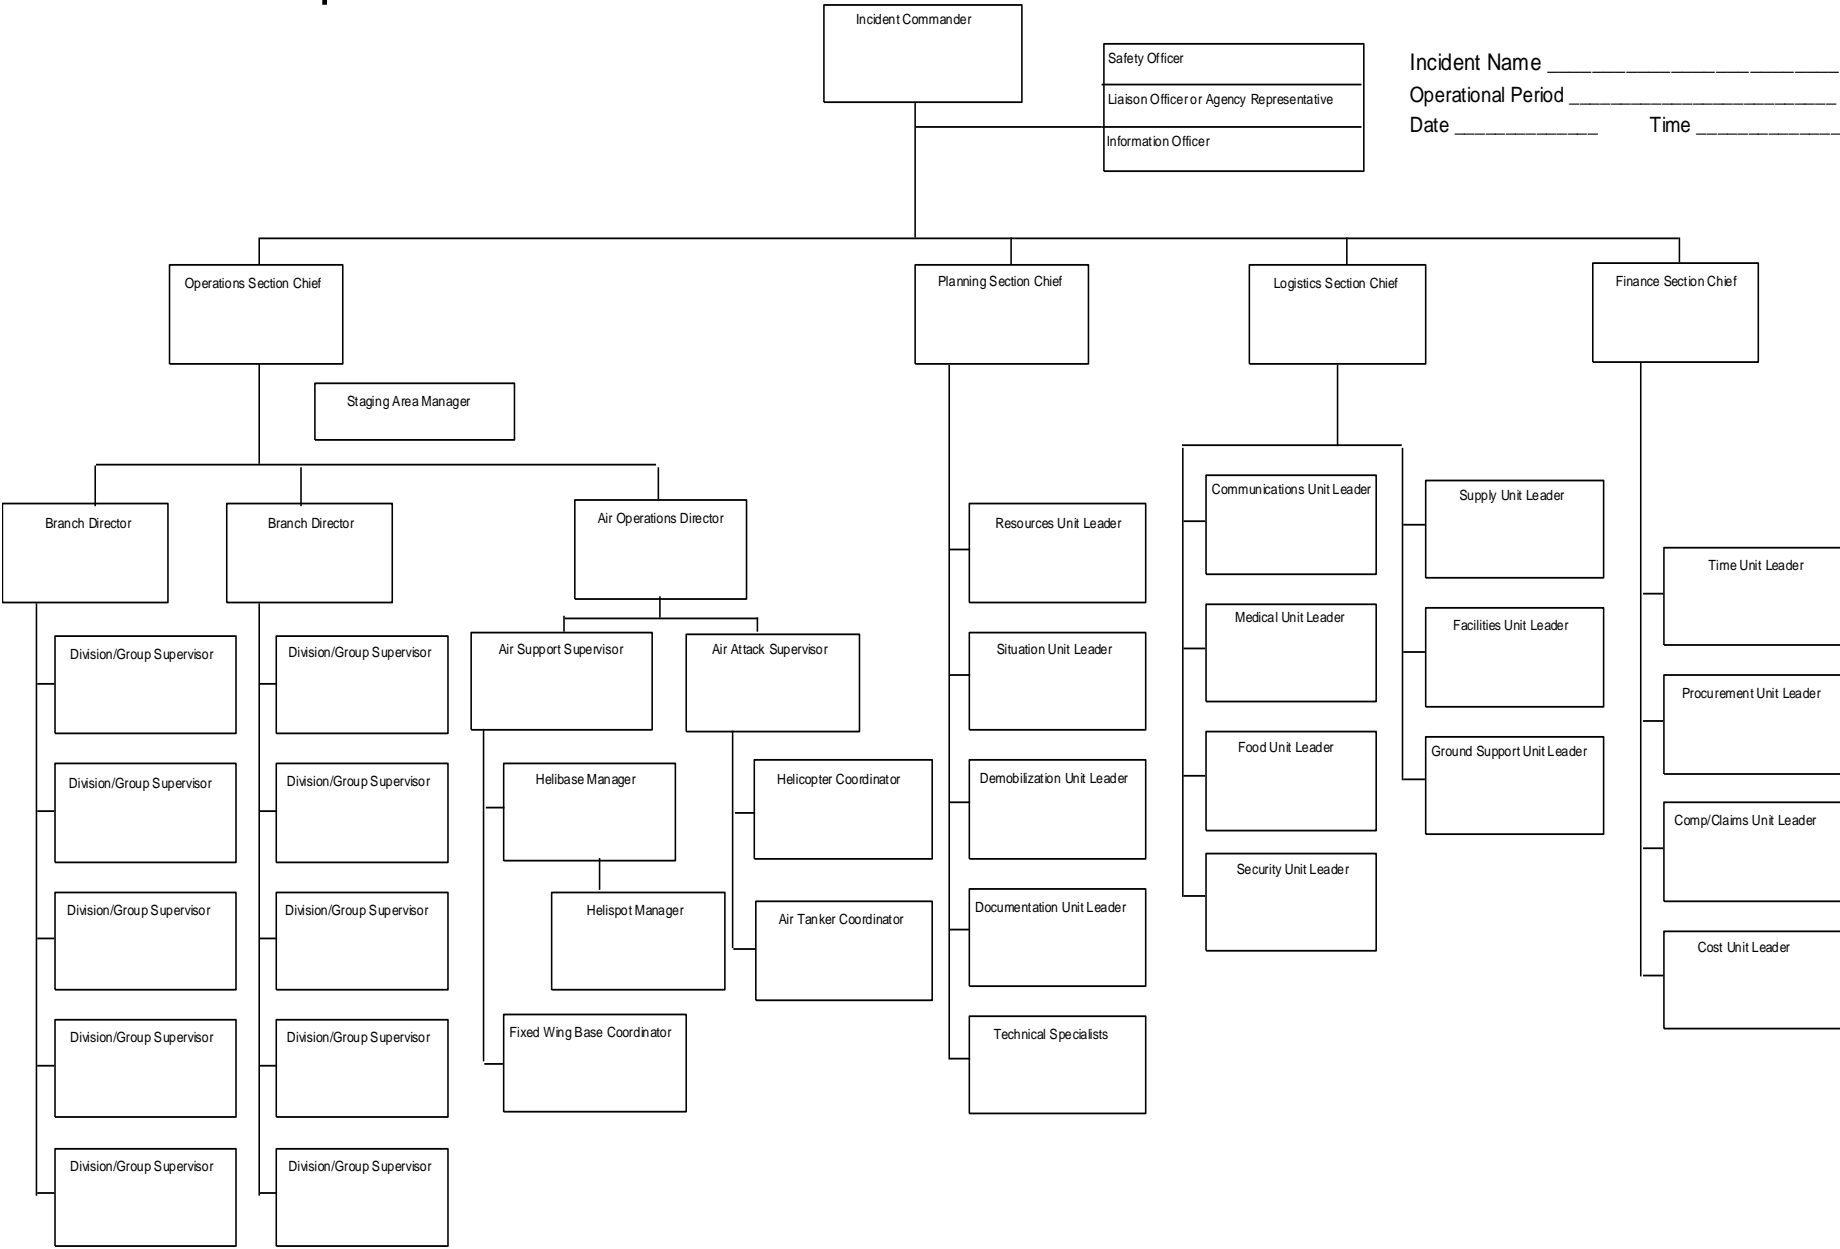 Incident Commander
Safety Officer
Liaison Officer or Agency Representative
Information Officer
Incident Name __________________________
Operational Period ________________________
Date _____________ Time _____________
Operations Section Chief
Planning Section Chief
Logistics Section Chief
Finance Section Chief
Staging Area Manager
Branch Director
Branch Director
Air Operations Director
Division/Group Supervisor
Division/Group Supervisor
Division/Group Supervisor
Division/Group Supervisor
Division/Group Supervisor
Division/Group Supervisor
Division/Group Supervisor
Division/Group Supervisor
Division/Group Supervisor
Division/Group Supervisor
Air Support Supervisor
Air Attack Supervisor
Helibase Manager
Helispot Manager
Fixed Wing Base Coordinator
Helicopter Coordinator
Air Tanker Coordinator
Resources Unit Leader
Situation Unit Leader
Demobilization Unit Leader
Documentation Unit Leader
Technical Specialists
Communications Unit Leader
Medical Unit Leader
Food Unit Leader
Security Unit Leader
Supply Unit Leader
Facilities Unit Leader
Ground Support Unit Leader
Time Unit Leader
Procurement Unit Leader
Comp/Claims Unit Leader
Cost Unit Leader